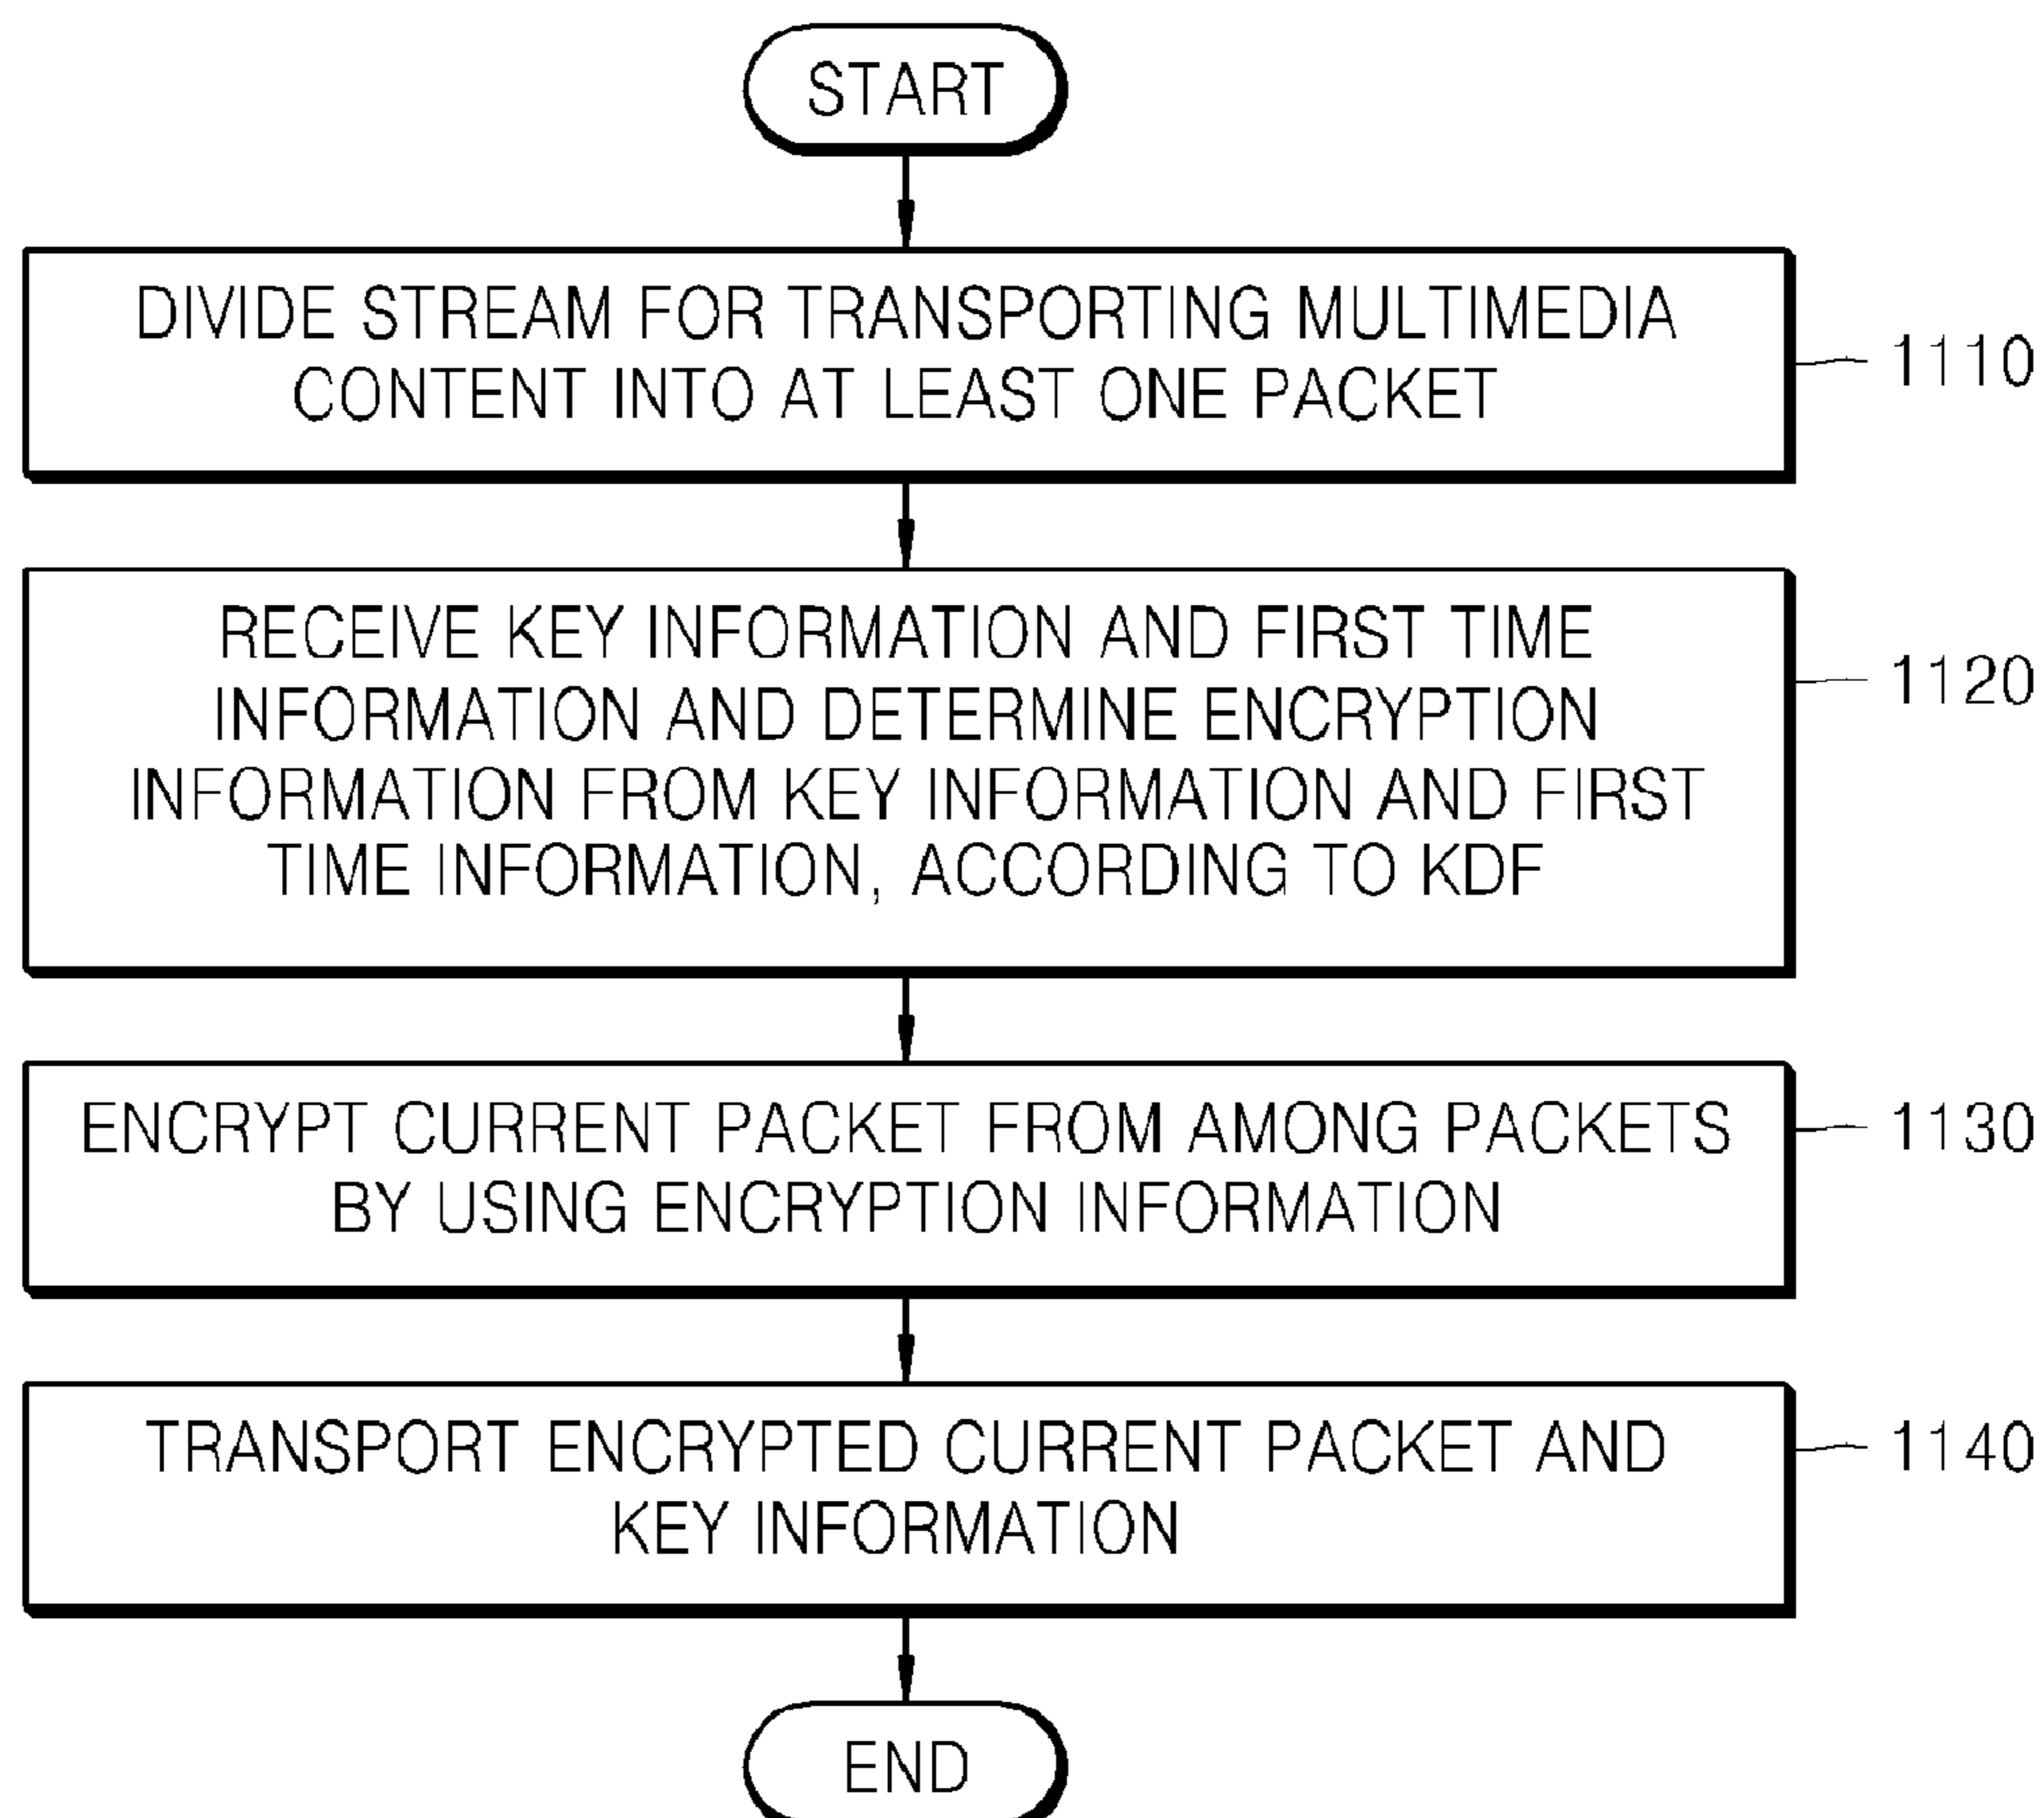 START
DIVIDE STREAM FOR TRANSPORTING MULTIMEDIA
CONTENT INTO AT LEAST ONE PACKET
1110
RECEIVE KEY INFORMATION AND FIRST TIME
INFORMATION AND DETERMINE ENCRYPTION
INFORMATION FROM KEY INFORMATION AND FIRST
TIME INFORMATION, ACCORDING TO KDF
1120
ENCRYPT CURRENT PACKET FROM AMONG PACKETS
BY USING ENCRYPTION INFORMATION
1130
TRANSPORT ENCRYPTED CURRENT PACKET AND
KEY INFORMATION
1140
END